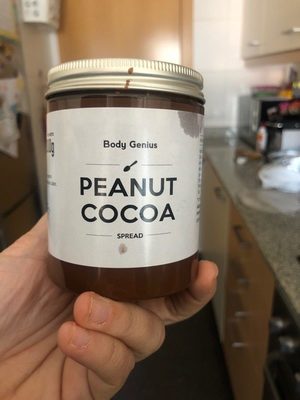 Body Genius
PEANUT
COCOA
SPREAD